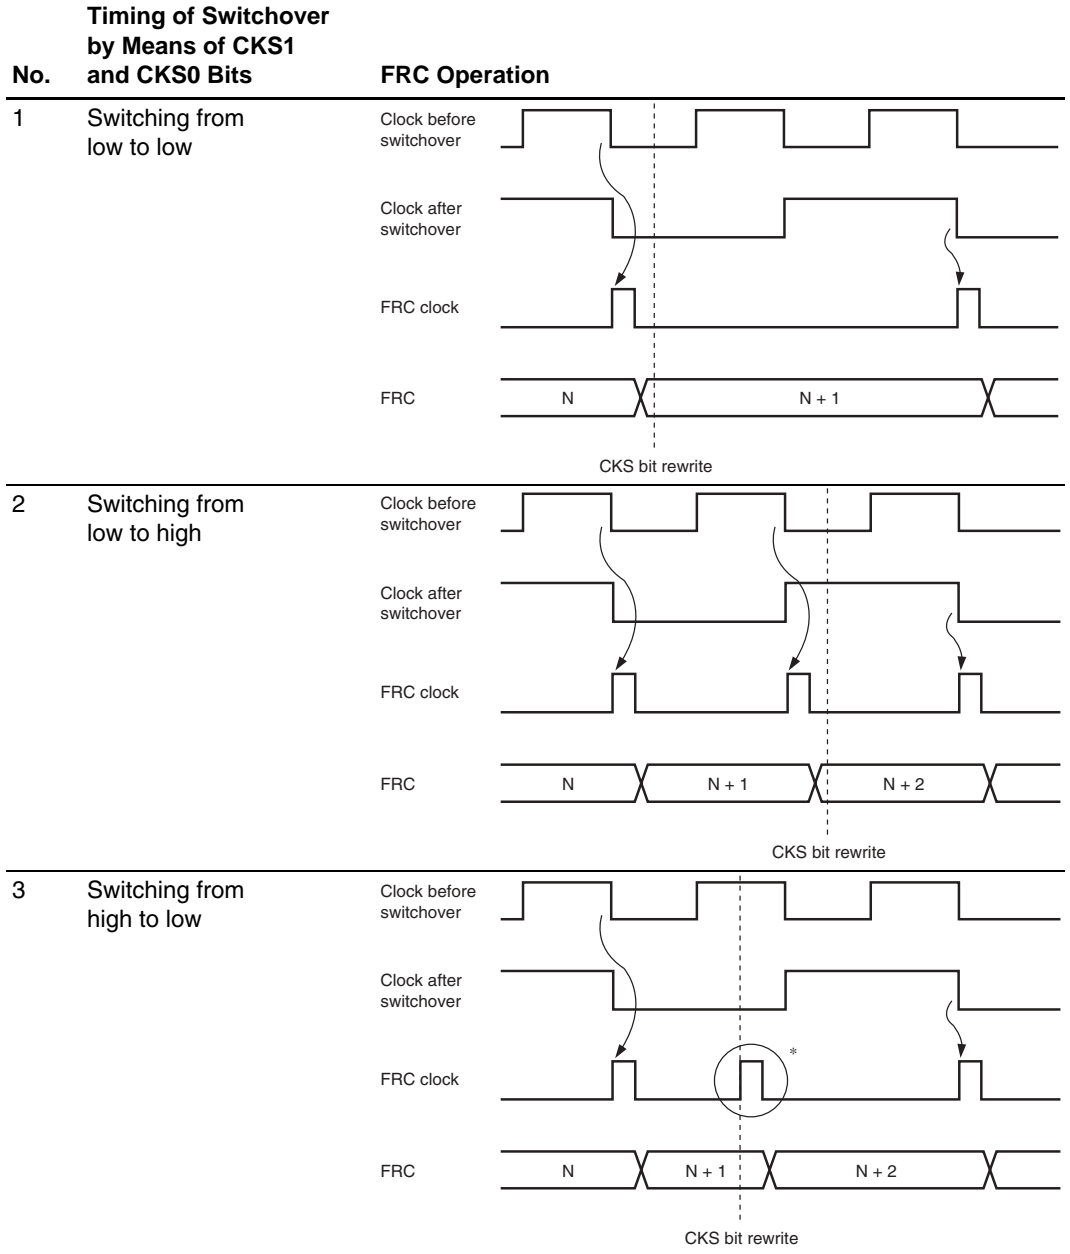 No.
Timing of Switchover
by Means of CKS1
and CKS0 Bits
FRC Operation
1
Switching from
low to low
Clock before
switchover
Clock after
switchover
FRC clock
FRC
N
N + 1
CKS bit rewrite
2
Switching from
low to high
Clock before
switchover
Clock after
switchover
FRC clock
FRC
N
N + 1
N + 2
CKS bit rewrite
3
Switching from
high to low
Clock before
switchover
Clock after
switchover
FRC clock
*
FRC
N
N + 1
N + 2
CKS bit rewrite